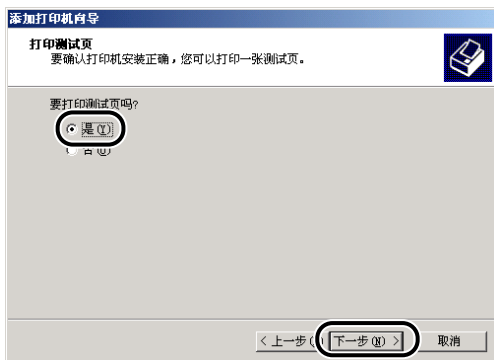 添加打印机向导
打印测试页
要确认打印机安装正确，您可以打印一张测试页。
要打印测试页吗?
是(Y)
否(O)
< 上一步(
下一步(N) >
取消